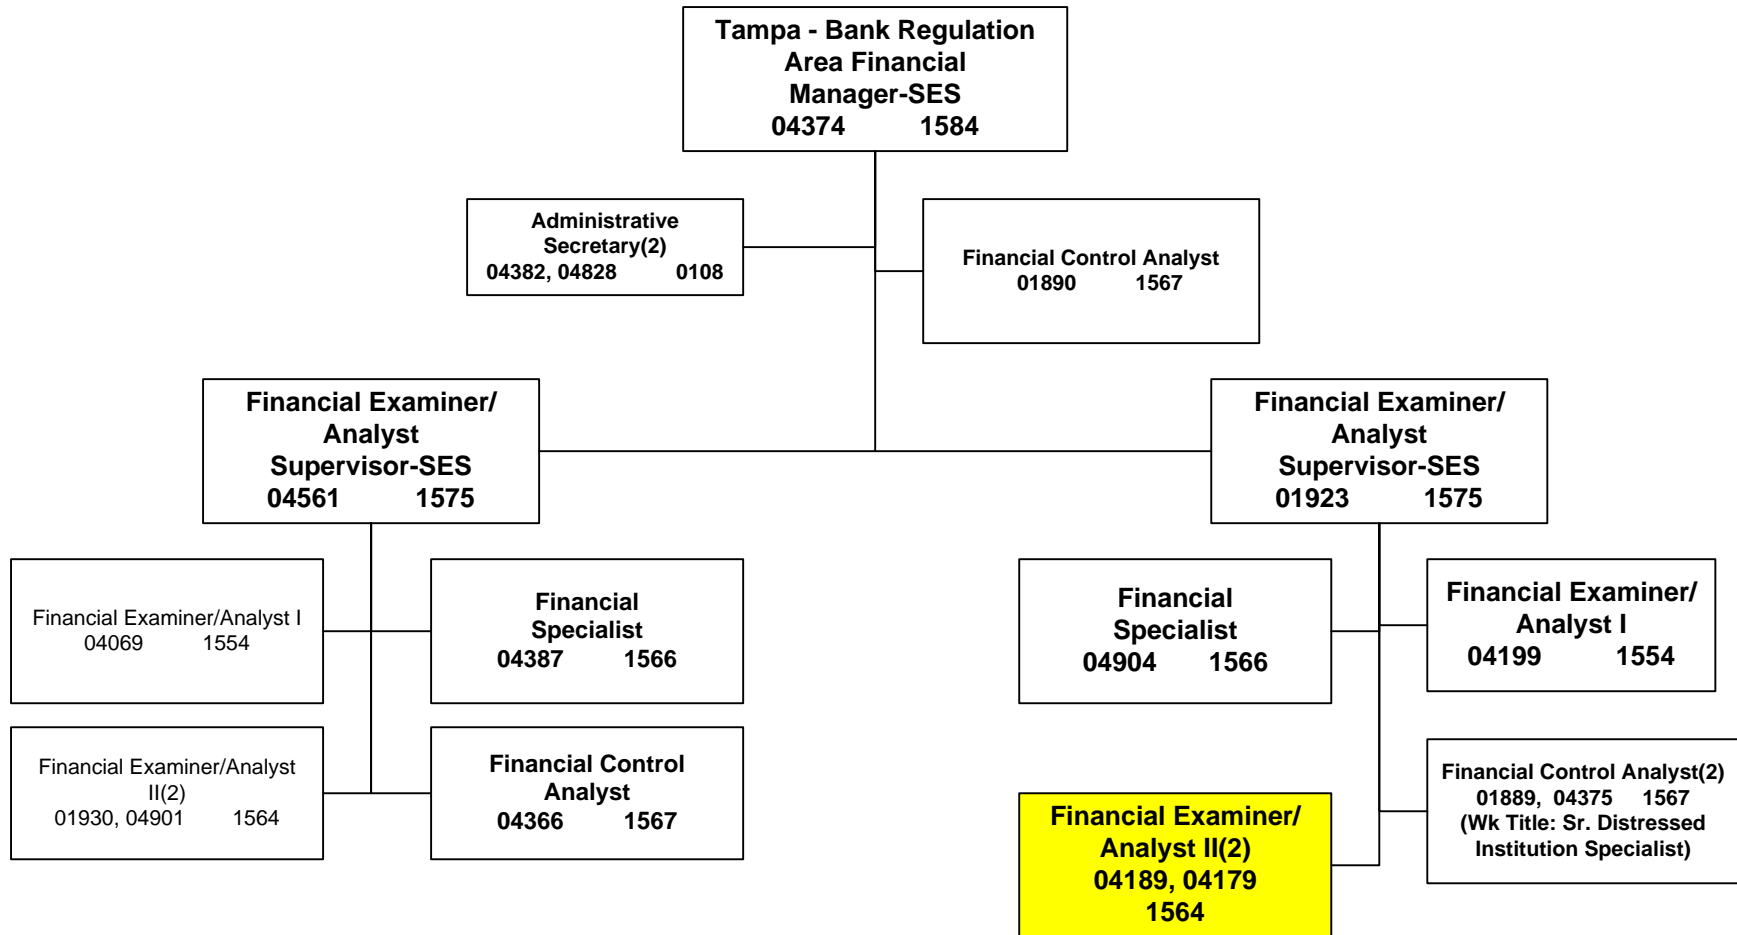 Tampa - Bank Regulation
Area Financial
Manager-SES
04374 1584
Administrative
Secretary(2)
04382, 04828 0108
Financial Control Analyst
01890 1567
Financial Examiner/
Analyst
Supervisor-SES
04561 1575
Financial Examiner/
Analyst
Supervisor-SES
01923 1575
Financial Examiner/Analyst I
04069 1554
Financial
Specialist
04387 1566
Financial
Specialist
04904 1566
Financial Examiner/
Analyst I
04199 1554
Financial Examiner/Analyst
II(2)
01930, 04901 1564
Financial Control
Analyst
04366 1567
Financial Examiner/
Analyst II(2)
04189, 04179
1564
Financial Control Analyst(2)
01889, 04375 1567
(Wk Title: Sr. Distressed
Institution Specialist)